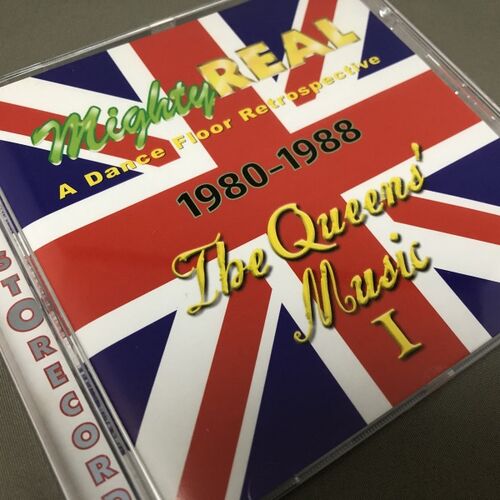 Mighty REAL
A Dance Floor Retrospective
1980-1988
The Queens'
Music
I
STORECORD